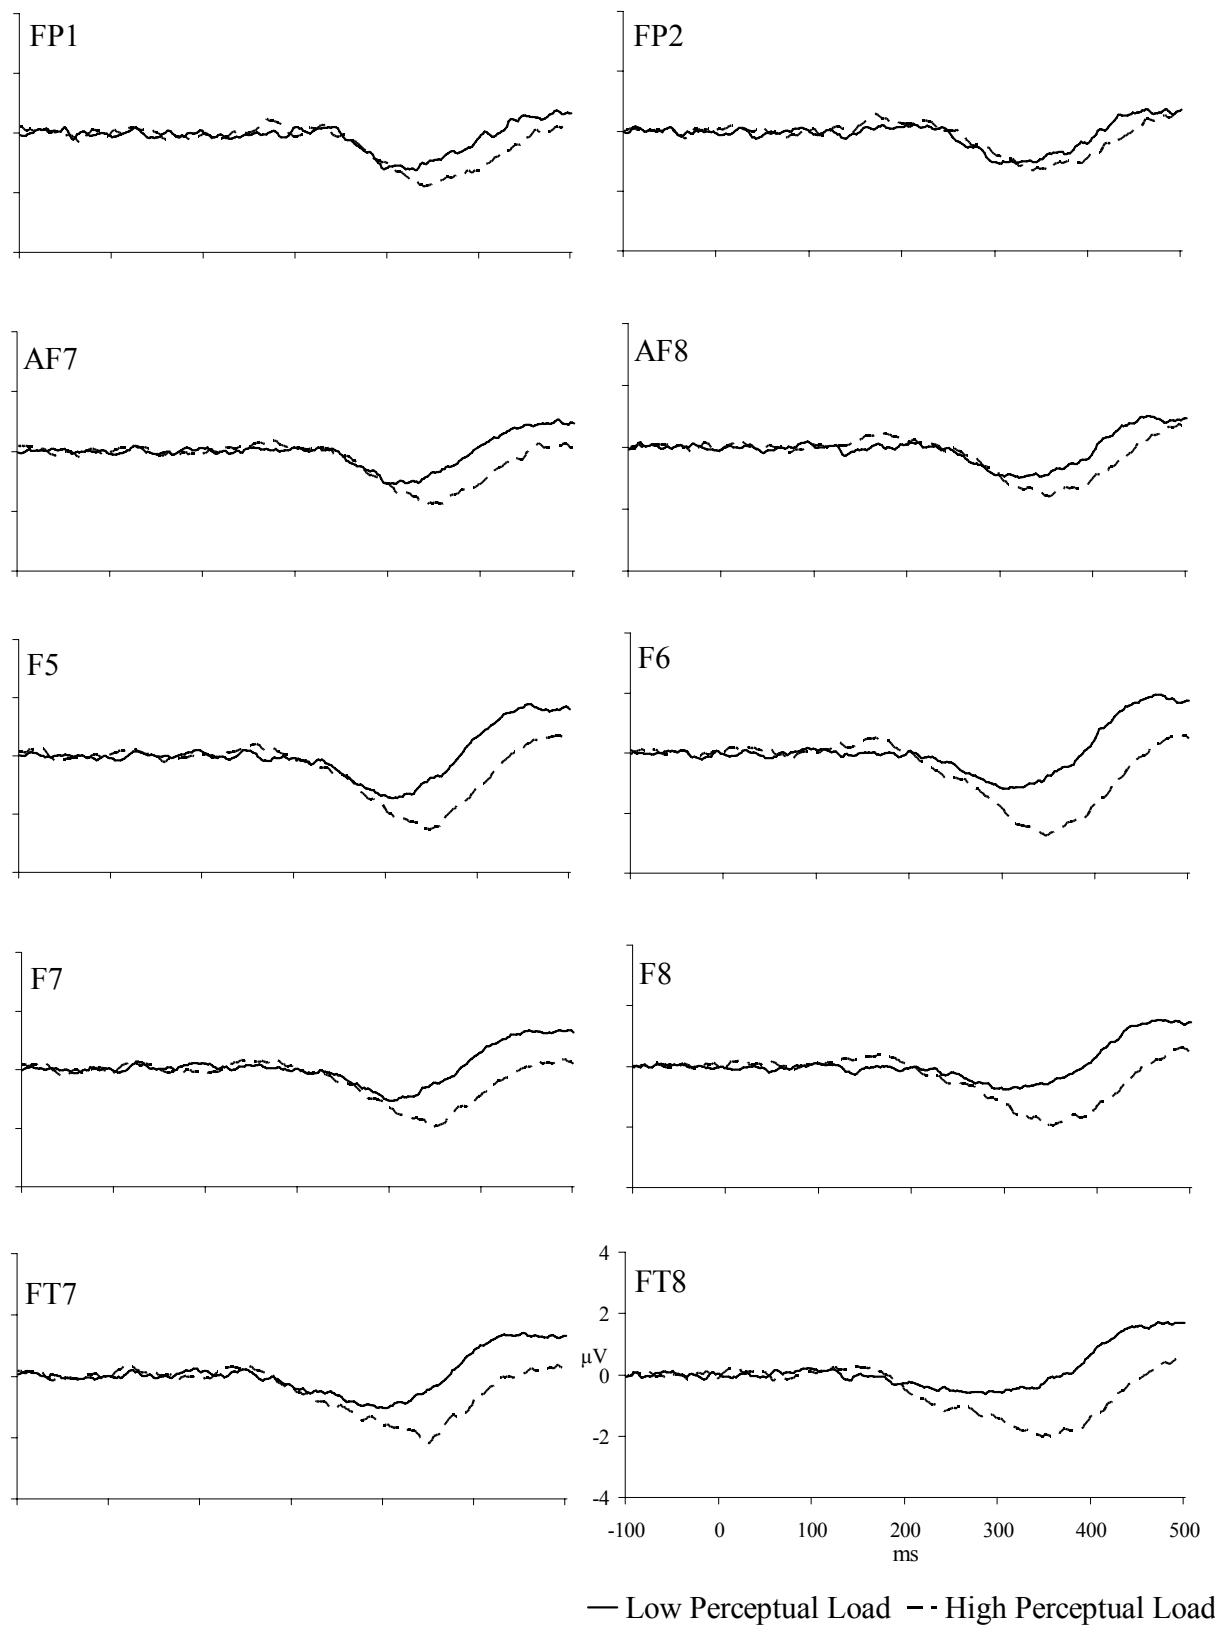 FP1 FP2
AF7 AF8
F5 F6
F7 F8
FT7 FT8
4
2
µV
0
-2
-4
-100 0 100 200 300 400 500
ms
Low Perceptual Load High Perceptual Load